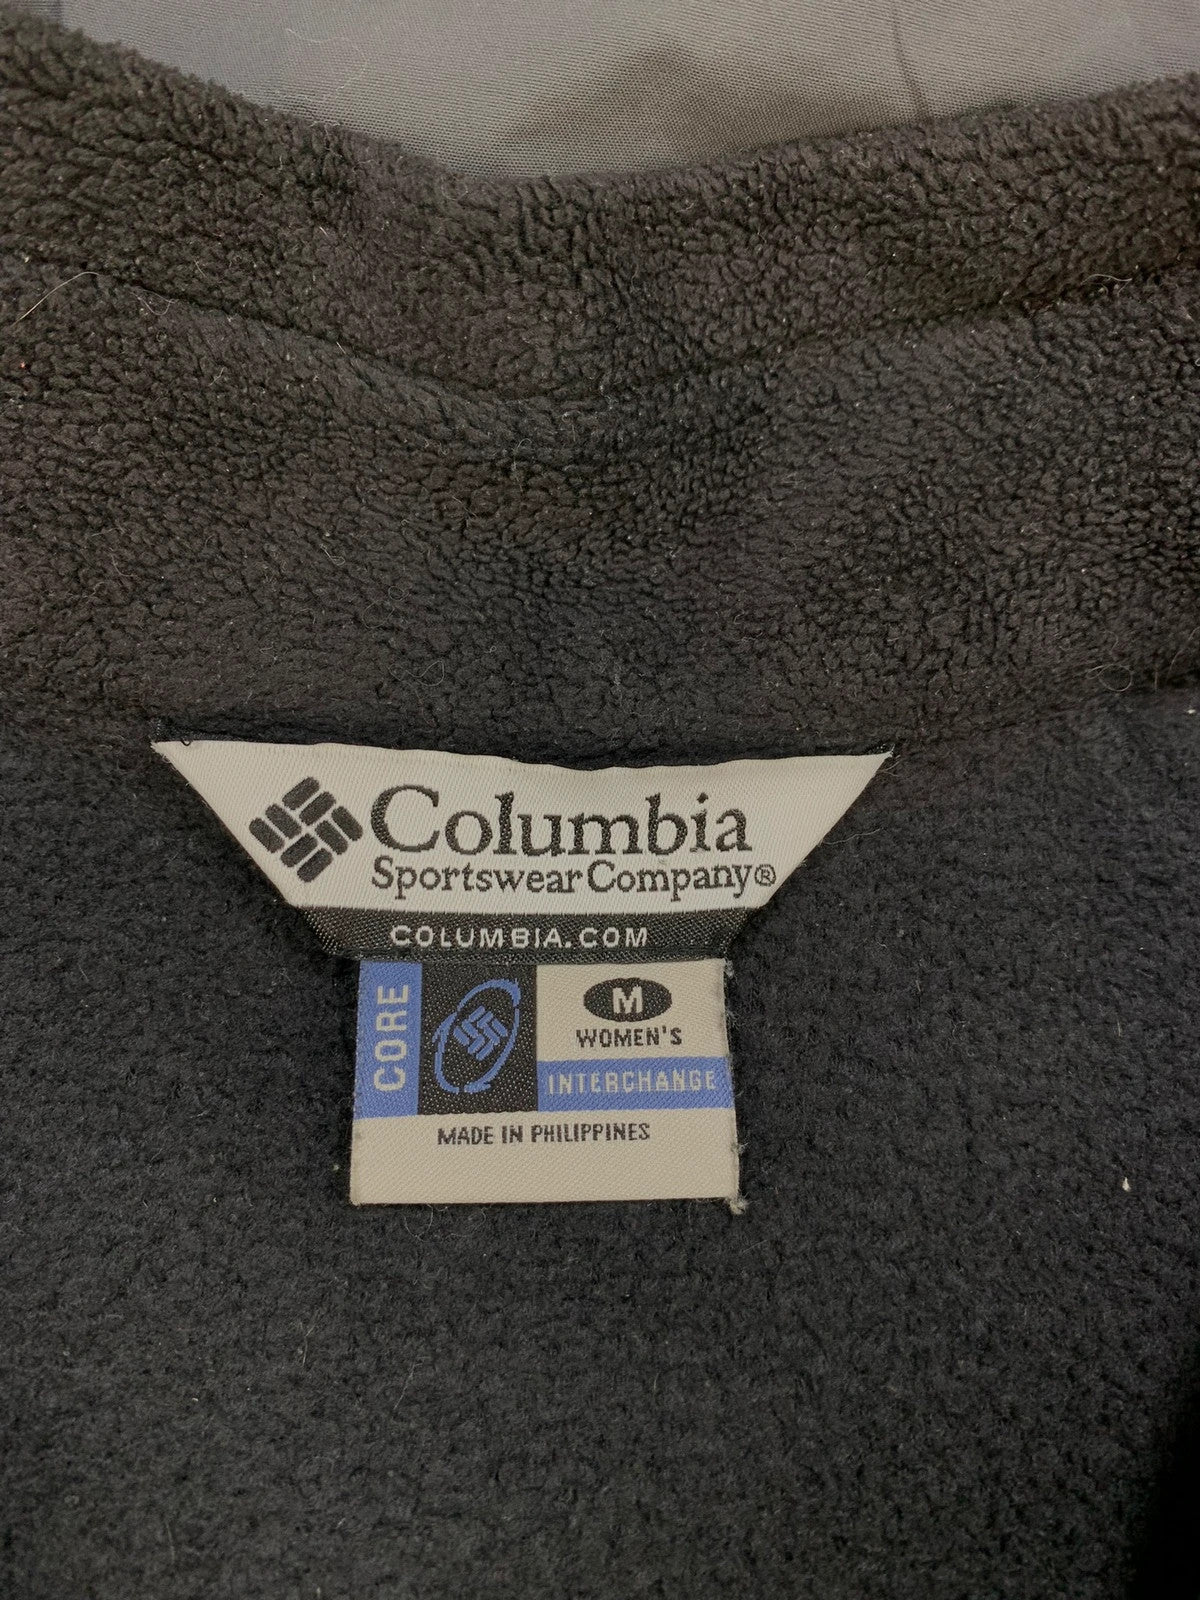 Columbia
Sportswear Company®
COLUMBIA.COM
CORE
M
WOMEN'S
INTERCHANGE
MADE IN PHILIPPINES